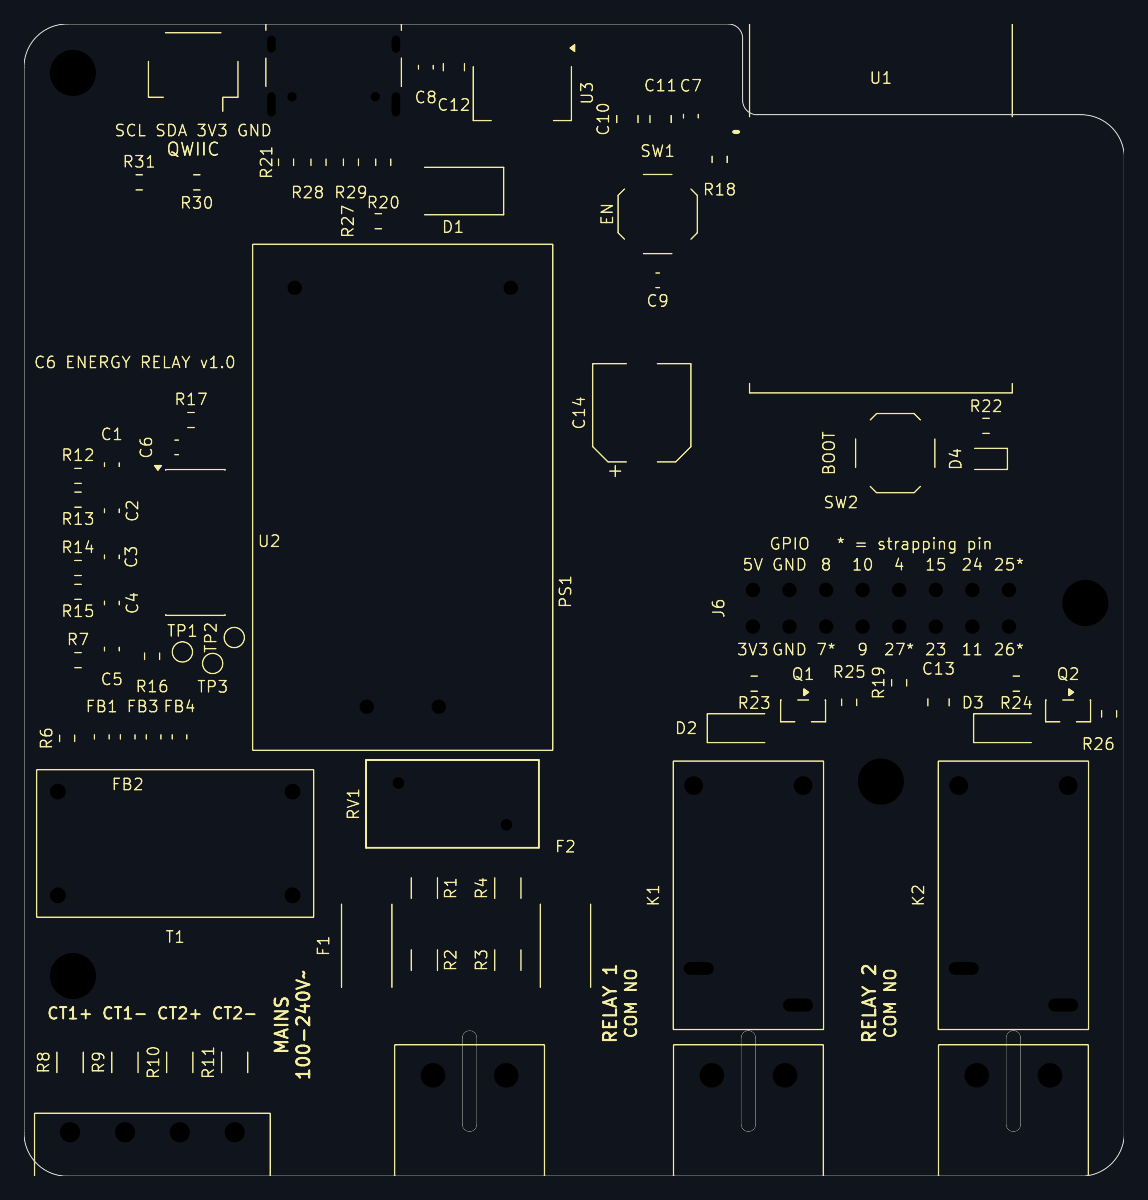 U1
C11 C7
C8
C12
U3
C10
SCL SDA 3V3 GND
QWIIC
R31
R30
R21
R28
R29
R20
R27
D1
SW1
EN
R18
C9
C6 ENERGY RELAY v1.0
R17
C1
C6
R12
R13
C2
R14
C3
R15
C4
R7
C5
TP1
TP2
TP3
R16
FB1 FB3 FB4
R6
FB2
U2
PS1
C14
+
R22
BOOT
D4
SW2
GPIO * = strapping pin
5V GND 8 10 4 15 24 25*
J6
3V3 GND 7* 9 27* 23 11 26*
Q1
R25
R19
C13
Q2
R23
D3
R24
D2
R26
RV1
F2
R1
R4
T1
F1
R2
R3
K1
K2
CT1+ CT1- CT2+ CT2-
MAINS
100-240V~
RELAY 1
COM NO
RELAY 2
COM NO
R8
R9
R10
R11